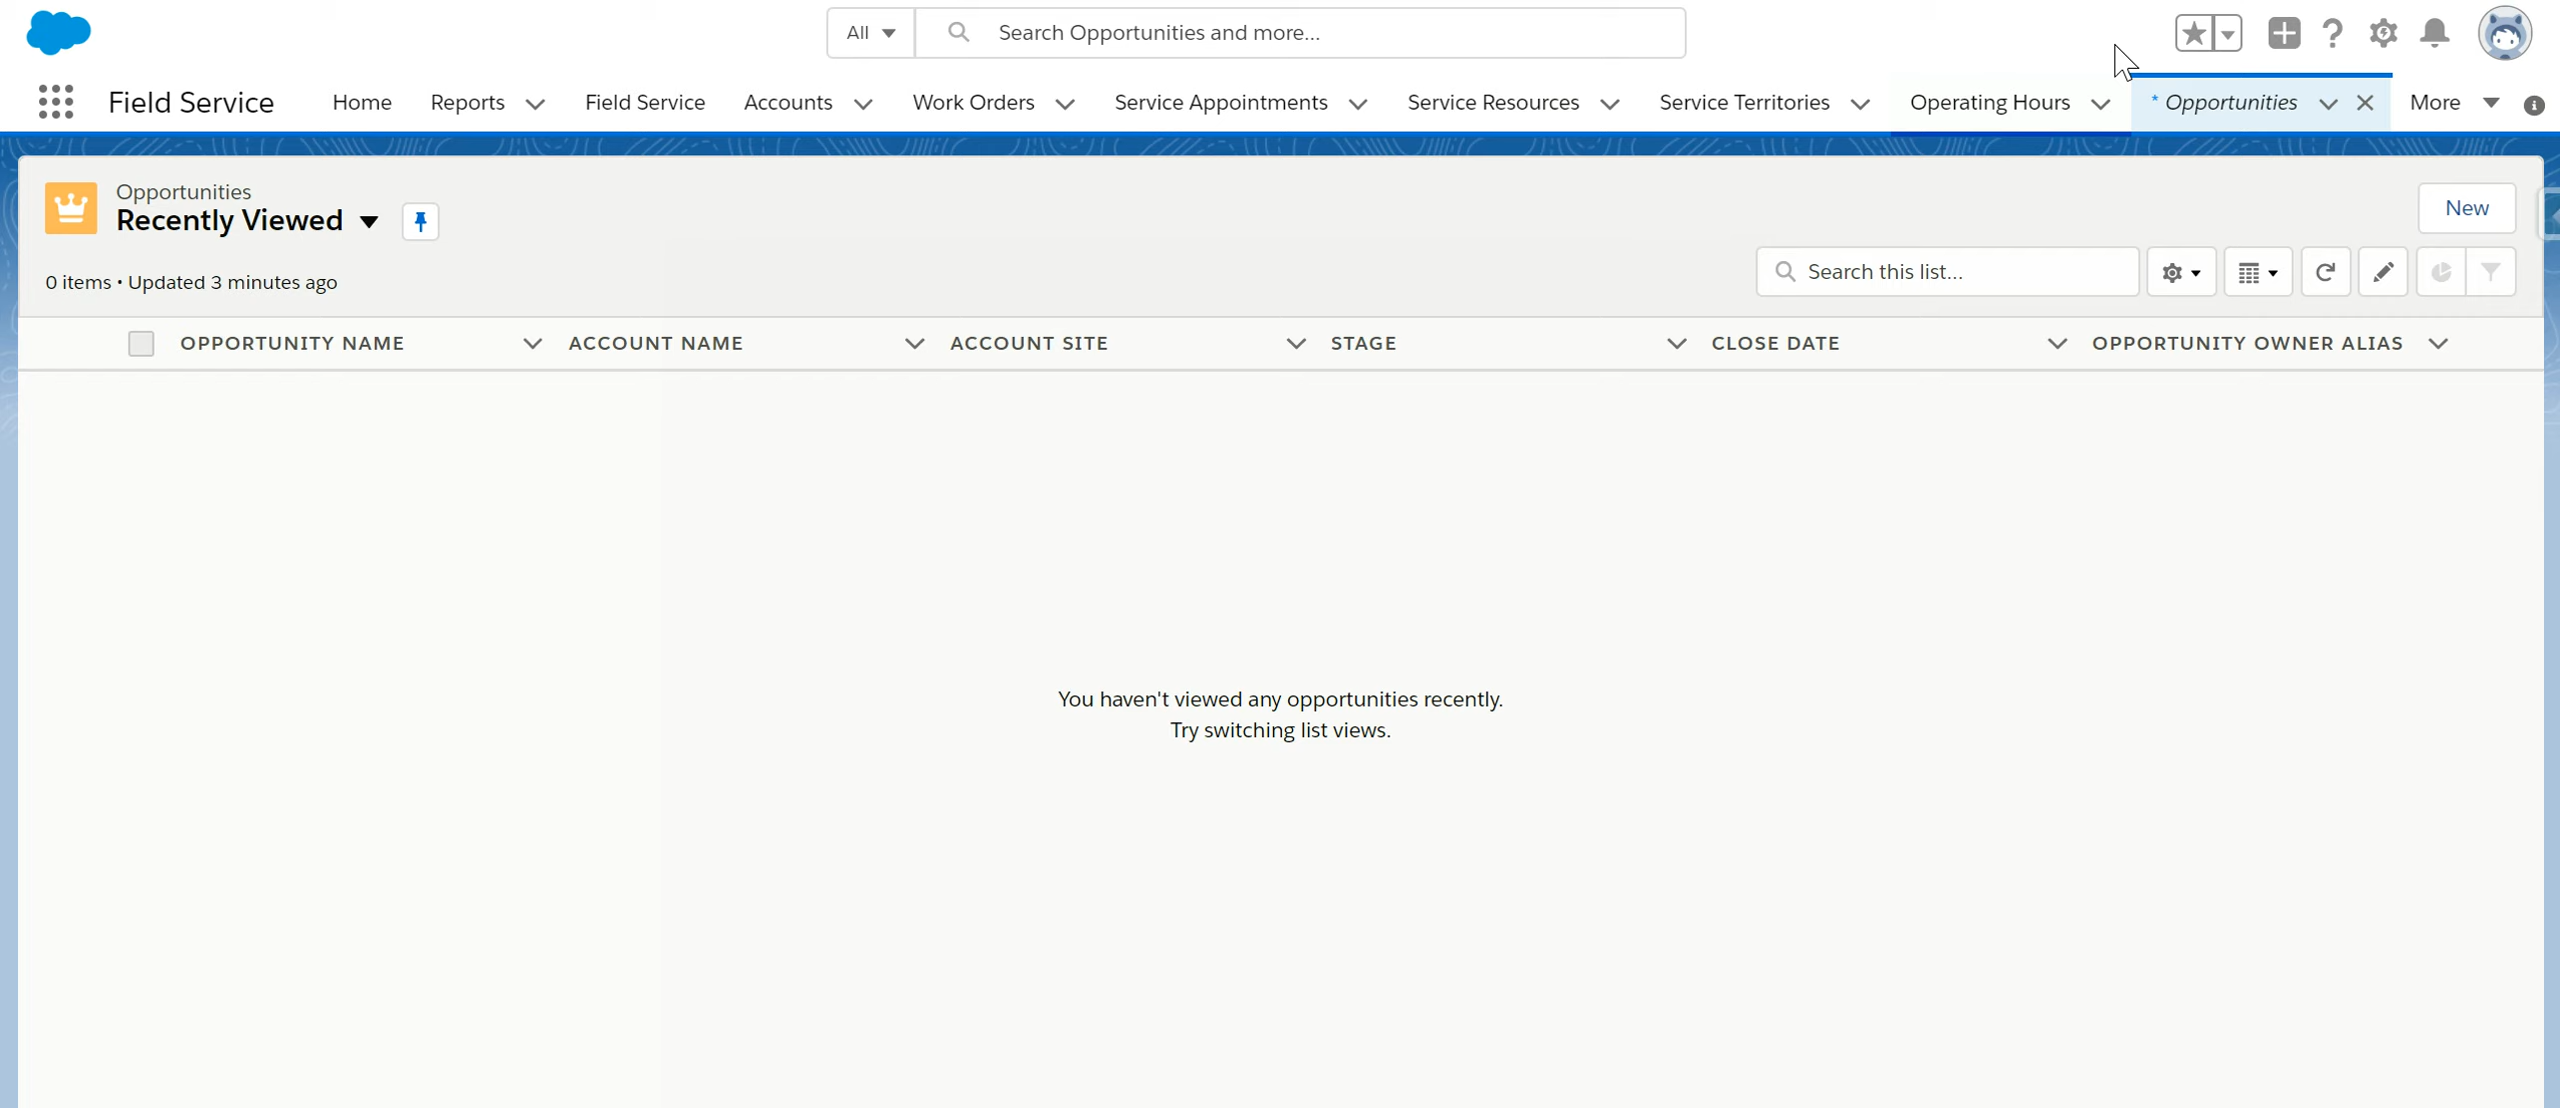 All
Search Opportunities and more...
Field Service
Home
Reports
Field Service
Accounts
Work Orders
Service Appointments
Service Resources
Service Territories
Operating Hours
* Opportunities
More
Opportunities
Recently Viewed
New
0 items • Updated 3 minutes ago
Search this list...
OPPORTUNITY NAME
ACCOUNT NAME
ACCOUNT SITE
STAGE
CLOSE DATE
OPPORTUNITY OWNER ALIAS
You haven't viewed any opportunities recently.
Try switching list views.